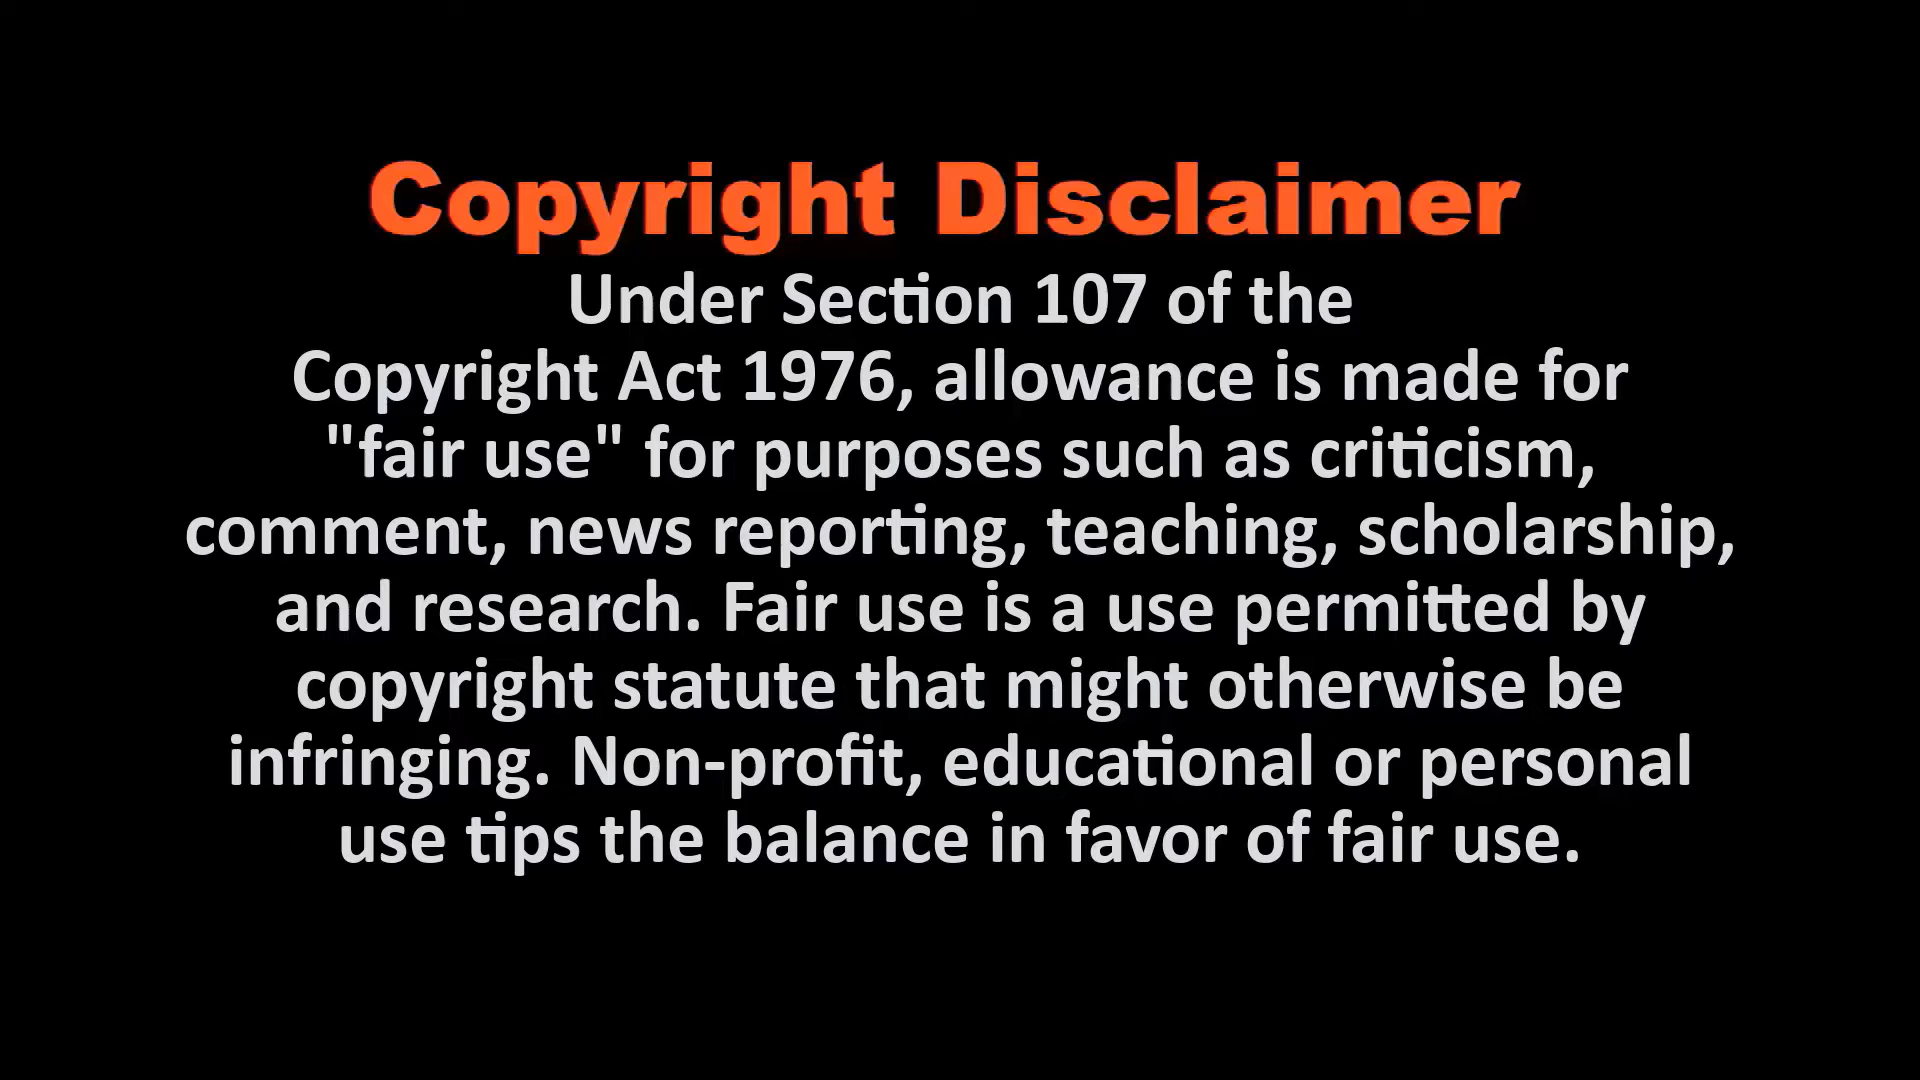 Copyright Disclaimer
Under Section 107 of the
Copyright Act 1976, allowance is made for
"fair use" for purposes such as criticism,
comment, news reporting, teaching, scholarship,
and research. Fair use is a use permitted by
copyright statute that might otherwise be
infringing. Non-profit, educational or personal
use tips the balance in favor of fair use.